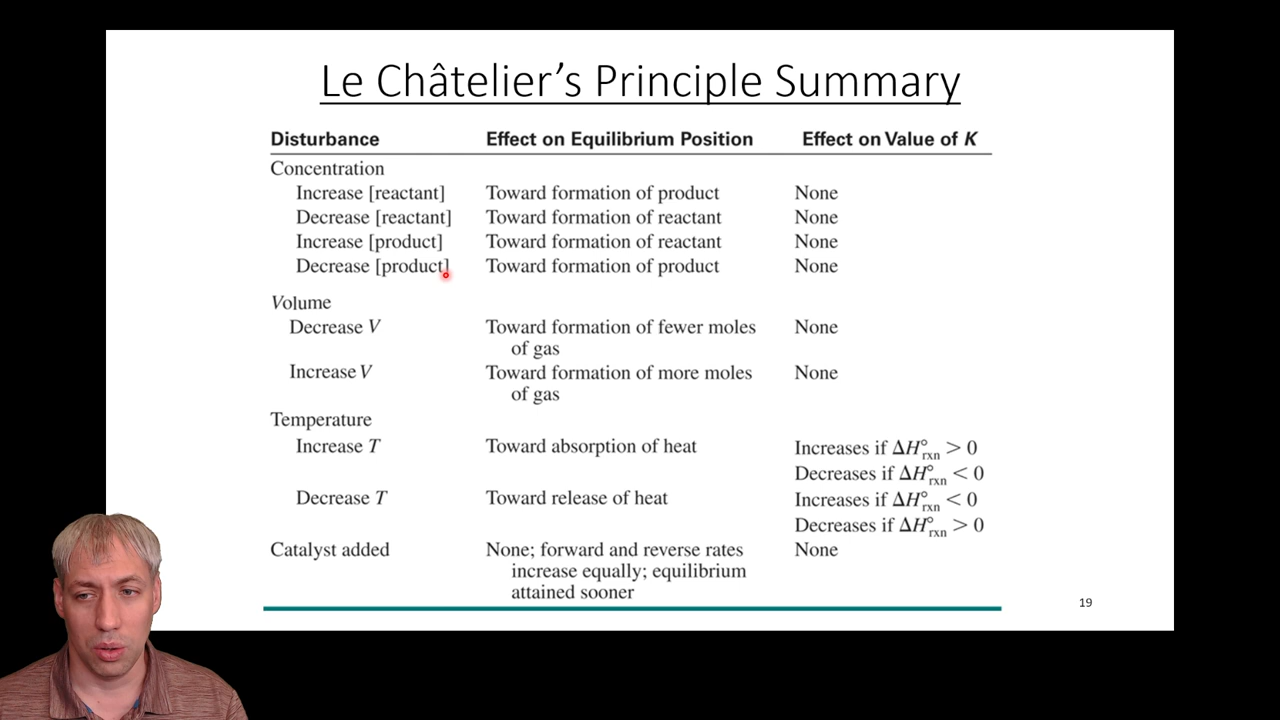 Le Châtelier's Principle Summary
Disturbance Effect on Equilibrium Position Effect on Value of K
Concentration
Increase [reactant] Toward formation of product None
Decrease [reactant] Toward formation of reactant None
Increase [product] Toward formation of reactant None
Decrease [product] Toward formation of product None
Volume
Decrease V Toward formation of fewer moles None
of gas
Increase V Toward formation of more moles None
of gas
Temperature
Increase T Toward absorption of heat Increases if ΔH°rxn > 0
Decreases if ΔH°rxn < 0
Decrease T Toward release of heat Increases if ΔH°rxn < 0
Decreases if ΔH°rxn > 0
Catalyst added None; forward and reverse rates None
increase equally; equilibrium
attained sooner
19